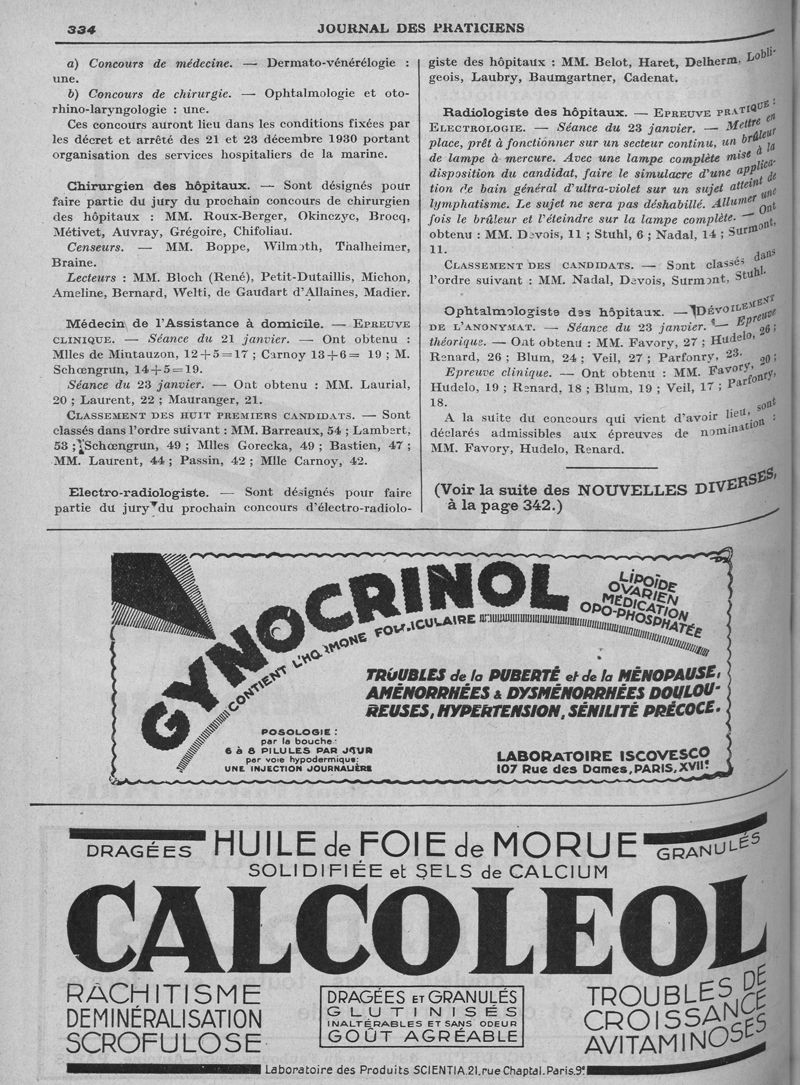 334
JOURNAL DES PRATICIENS
a) Concours de médecine. — Dermato-vénérélogie :
une.
b) Concours de chirurgie. — Ophtalmologie et oto-
rhino-laryngologie : une.
Ces concours auront lieu dans les conditions fixées par
les décret et arrêté des 21 et 23 décembre 1930 portant
organisation des services hospitaliers de la marine.
Chirurgien des hôpitaux. — Sont désignés pour
faire partie du jury du prochain concours de chirurgien
des hôpitaux : MM. Roux-Berger, Okinczyc, Brocq,
Métivet, Auvray, Grégoire, Chifoliau.
Censeurs. — MM. Boppe, Wilmoth, Thalheimer,
Braine.
Lecteurs : MM. Bloch (René), Petit-Dutaillis, Michon,
Ameline, Bernard, Welti, de Gaudart d'Allaines, Madier.
Médecin de l'Assistance à domicile. — EPREUVE
CLINIQUE. — Séance du 21 janvier. — Ont obtenu :
Mlles de Mintauzon, 12+5=17 ; Carnoy 13+6= 19 ; M.
Schœngrun, 14+5=19.
Séance du 23 janvier. — Ont obtenu : MM. Laurial,
20 ; Laurent, 22 ; Mauranger, 21.
CLASSEMENT DES HUIT PREMIERS CANDIDATS. — Sont
classés dans l'ordre suivant : MM. Barreaux, 54 ; Lambert,
53 ; Schœngrun, 49 ; Mlles Gorecka, 49 ; Bastien, 47 ;
MM. Laurent, 44 ; Passin, 42 ; Mlle Carnoy, 42.
Electro-radiologiste. — Sont désignés pour faire
partie du jury du prochain concours d'électro-radiolo-
giste des hôpitaux : MM. Belot, Haret, Delherm, Lobli-
geois, Laubry, Baumgartner, Cadenat.
Radiologiste des hôpitaux. — EPREUVE PRATIQUE :
ELECTROLOGIE. — Séance du 23 janvier. — Mettre en
place, prêt à fonctionner sur un secteur continu, un brûleur
de lampe à mercure. Avec une lampe complète mise à la
disposition du candidat, faire le simulacre d'une applica-
tion de bain général d'ultra-violet sur un sujet atteint de
lymphatisme. Le sujet ne sera pas déshabillé. Allumer une
fois le brûleur et l'éteindre sur la lampe complète. — Ont
obtenu : MM. Devois, 11 ; Stuhl, 6 ; Nadal, 14 ; Surmont,
11.
CLASSEMENT DES CANDIDATS. — Sont classés dans
l'ordre suivant : MM. Nadal, Devois, Surmont, Stuhl.
Ophtalmologiste des hôpitaux. — DÉVOILEMENT
DE L'ANONYMAT. — Séance du 23 janvier. — Epreuve
théorique. — Ont obtenu : MM. Favory, 27 ; Hudelo, 26 ;
Renard, 26 ; Blum, 24 ; Veil, 27 ; Parfonry, 23.
Epreuve clinique. — Ont obtenu : MM. Favory, 20 ;
Hudelo, 19 ; Renard, 18 ; Blum, 19 ; Veil, 17 ; Parfonry,
18.
A la suite du concours qui vient d'avoir lieu, sont
déclarés admissibles aux épreuves de nomination :
MM. Favory, Hudelo, Renard.
(Voir la suite des NOUVELLES DIVERSES,
à la page 342.)
GYNOCRINOL
LIPOÏDE
OVARIEN
MÉDICATION
OPO-PHOSPHATÉE
CONTIENT L'HORMONE FOLLICULAIRE
TROUBLES de la PUBERTÉ et de la MÉNOPAUSE,
AMÉNORRHÉES & DYSMÉNORRHÉES DOULOU-
REUSES, HYPERTENSION, SÉNILITÉ PRÉCOCE.
POSOLOGIE :
par la bouche :
6 à 8 PILULES PAR JOUR
par voie hypodermique:
UNE INJECTION JOURNALIÈRE
LABORATOIRE ISCOVESCO
107 Rue des Dames, PARIS, XVIIe
DRAGÉES HUILE de FOIE de MORUE GRANULÉS
SOLIDIFIÉE et SELS de CALCIUM
CALCOLEOL
RACHITISME
DEMINÉRALISATION
SCROFULOSE
DRAGÉES ET GRANULÉS
GLUTINISÉS
INALTÉRABLES ET SANS ODEUR
GOÛT AGRÉABLE
TROUBLES DE
CROISSANCE
AVITAMINOSES
Laboratoire des Produits SCIENTIA, 21, rue Chaptal. Paris. 9e